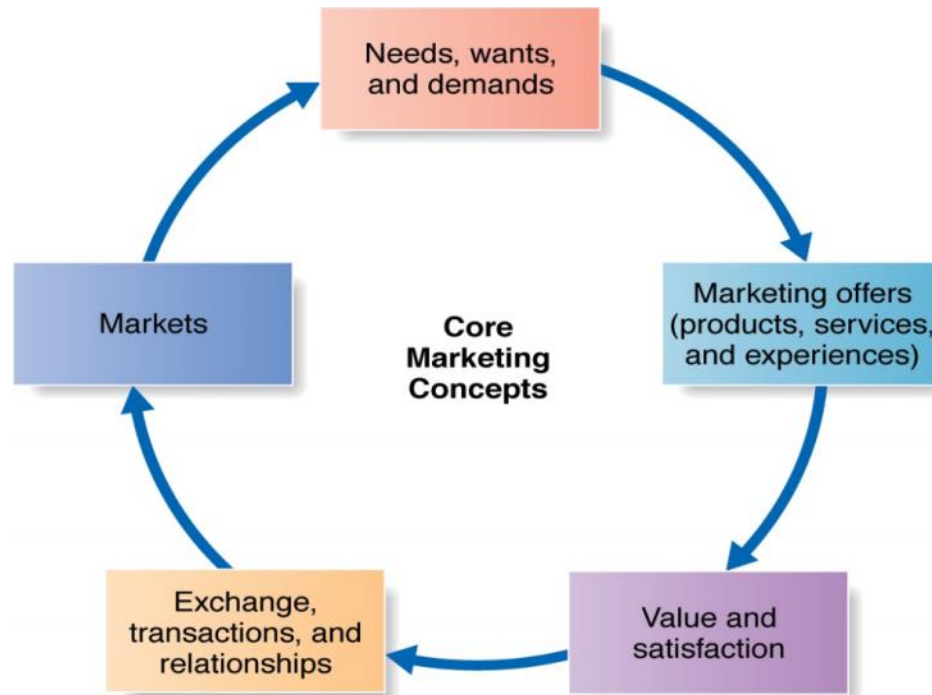 Needs, wants,
and demands
Marketing offers
(products, services,
and experiences)
Value and
satisfaction
Exchange,
transactions, and
relationships
Markets
Core
Marketing
Concepts